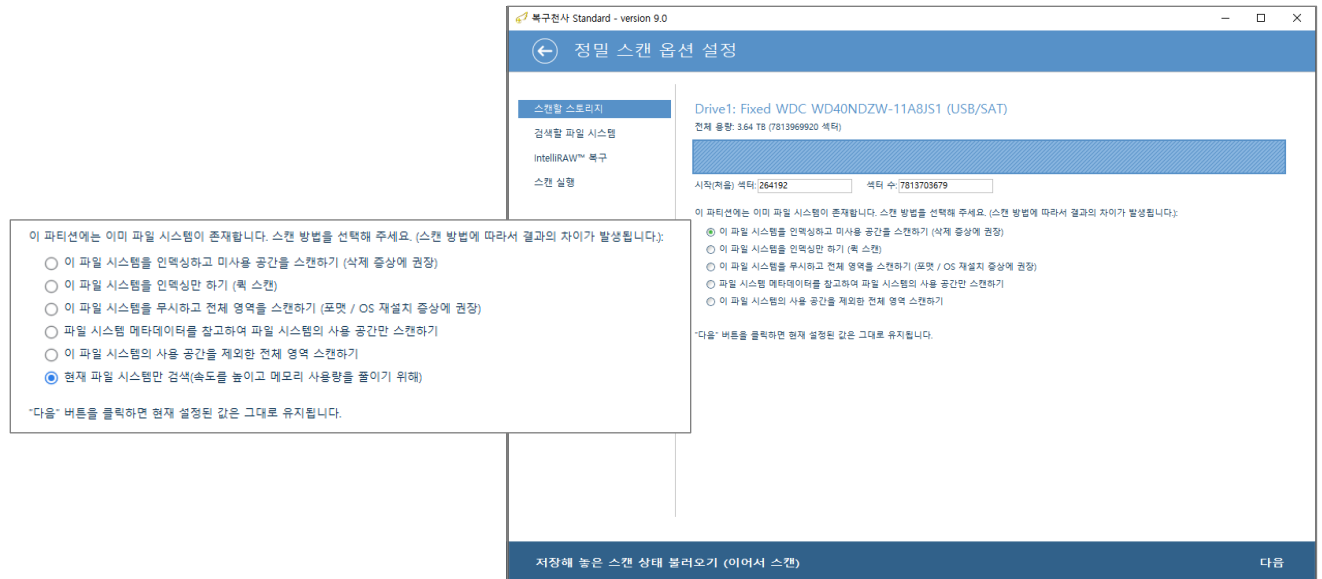 복구천사 Standard - version 9.0
정밀 스캔 옵션 설정
스캔할 스토리지
검색할 파일 시스템
IntelliRAW™ 복구
스캔 실행
Drive1: Fixed WDC WD40NDZW-11A8JS1 (USB/SAT)
전체 용량: 3.64 TB (7813969920 섹터)
시작(처음) 섹터: 264192 섹터 수: 7813703679
이 파티션에는 이미 파일 시스템이 존재합니다. 스캔 방법을 선택해 주세요. (스캔 방법에 따라서 결과의 차이가 발생됩니다.):
이 파일 시스템을 인덱싱하고 미사용 공간을 스캔하기 (삭제 증상에 권장)
이 파일 시스템을 인덱싱만 하기 (퀵 스캔)
이 파일 시스템을 무시하고 전체 영역을 스캔하기 (포맷 / OS 재설치 증상에 권장)
파일 시스템 메타데이터를 참고하여 파일 시스템의 사용 공간만 스캔하기
이 파일 시스템의 사용 공간을 제외한 전체 영역 스캔하기
"다음" 버튼을 클릭하면 현재 설정된 값은 그대로 유지됩니다.
이 파티션에는 이미 파일 시스템이 존재합니다. 스캔 방법을 선택해 주세요. (스캔 방법에 따라서 결과의 차이가 발생됩니다.):
이 파일 시스템을 인덱싱하고 미사용 공간을 스캔하기 (삭제 증상에 권장)
이 파일 시스템을 인덱싱만 하기 (퀵 스캔)
이 파일 시스템을 무시하고 전체 영역을 스캔하기 (포맷 / OS 재설치 증상에 권장)
파일 시스템 메타데이터를 참고하여 파일 시스템의 사용 공간만 스캔하기
이 파일 시스템의 사용 공간을 제외한 전체 영역 스캔하기
현재 파일 시스템만 검색(속도를 높이고 메모리 사용량을 줄이기 위해)
"다음" 버튼을 클릭하면 현재 설정된 값은 그대로 유지됩니다.
저장해 놓은 스캔 상태 불러오기 (이어서 스캔)
다음